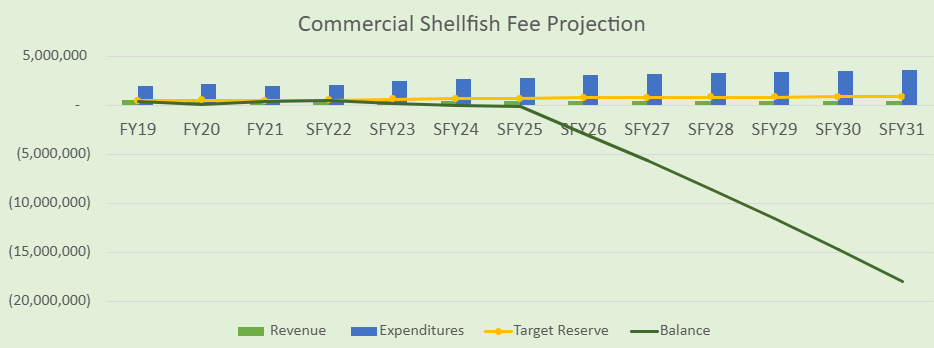 Commercial Shellfish Fee Projection
5,000,000
-
FY19 FY20 FY21 SFY22 SFY23 SFY24 SFY25 SFY26 SFY27 SFY28 SFY29 SFY30 SFY31
(5,000,000)
(10,000,000)
(15,000,000)
(20,000,000)
Revenue Expenditures Target Reserve Balance